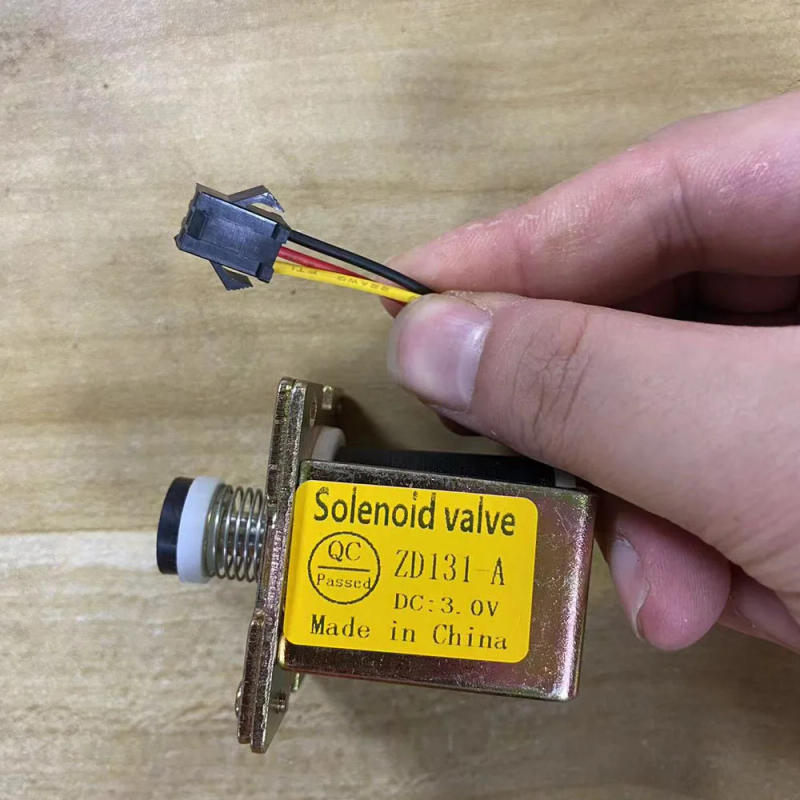 Solenoid valve
QC
Passed
ZD131-A
DC:3.0V
Made in China